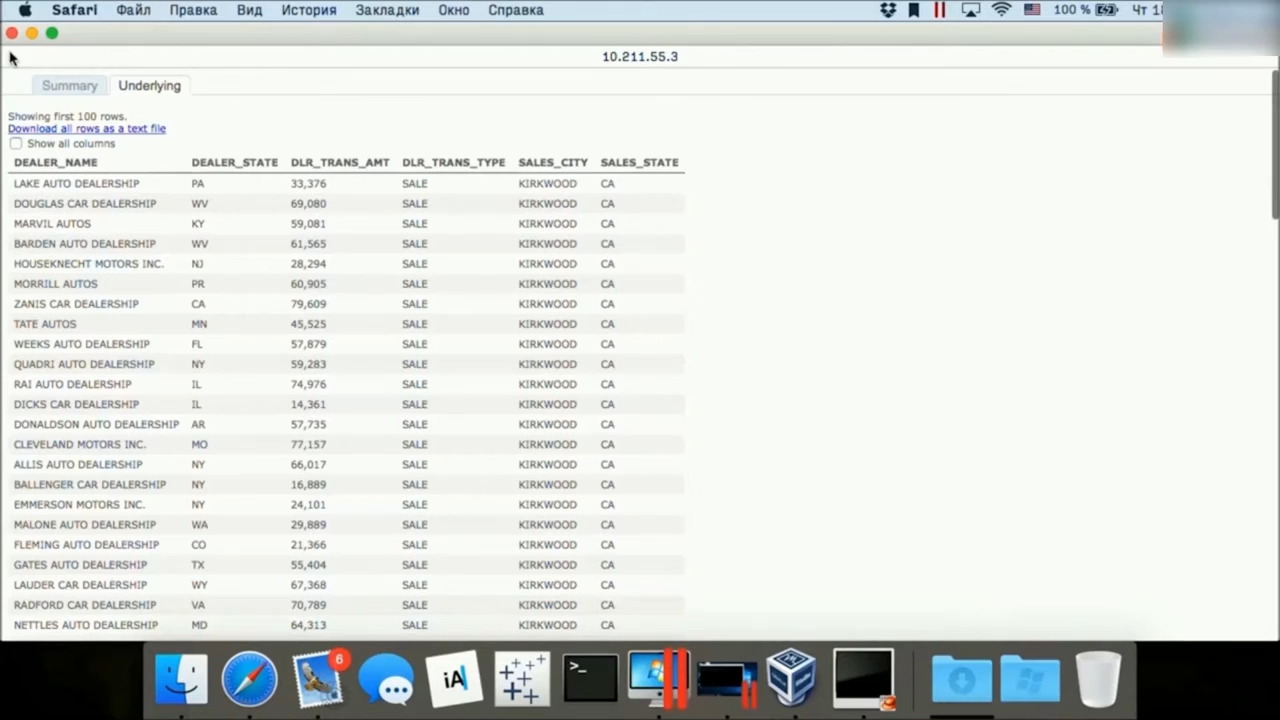 Safari Файл Правка Вид История Закладки Окно Справка 100 % Чт
10.211.55.3
Summary Underlying
Showing first 100 rows.
Download all rows as a text file
Show all columns
DEALER_NAME DEALER_STATE DLR_TRANS_AMT DLR_TRANS_TYPE SALES_CITY SALES_STATE
LAKE AUTO DEALERSHIP PA 33,376 SALE KIRKWOOD CA
DOUGLAS CAR DEALERSHIP WV 69,080 SALE KIRKWOOD CA
MARVIL AUTOS KY 59,081 SALE KIRKWOOD CA
BARDEN AUTO DEALERSHIP WV 61,565 SALE KIRKWOOD CA
HOUSEKNECHT MOTORS INC. NJ 28,294 SALE KIRKWOOD CA
MORRILL AUTOS PR 60,905 SALE KIRKWOOD CA
ZANIS CAR DEALERSHIP CA 79,609 SALE KIRKWOOD CA
TATE AUTOS MN 45,525 SALE KIRKWOOD CA
WEEKS AUTO DEALERSHIP FL 57,879 SALE KIRKWOOD CA
QUADRI AUTO DEALERSHIP NY 59,283 SALE KIRKWOOD CA
RAI AUTO DEALERSHIP IL 74,976 SALE KIRKWOOD CA
DICKS CAR DEALERSHIP IL 14,361 SALE KIRKWOOD CA
DONALDSON AUTO DEALERSHIP AR 57,735 SALE KIRKWOOD CA
CLEVELAND MOTORS INC. MO 77,157 SALE KIRKWOOD CA
ALLIS AUTO DEALERSHIP NY 66,017 SALE KIRKWOOD CA
BALLENGER CAR DEALERSHIP NY 16,889 SALE KIRKWOOD CA
EMMERSON MOTORS INC. NY 24,101 SALE KIRKWOOD CA
MALONE AUTO DEALERSHIP WA 29,889 SALE KIRKWOOD CA
FLEMING AUTO DEALERSHIP CO 21,366 SALE KIRKWOOD CA
GATES AUTO DEALERSHIP TX 55,404 SALE KIRKWOOD CA
LAUDER CAR DEALERSHIP WY 67,368 SALE KIRKWOOD CA
RADFORD CAR DEALERSHIP VA 70,789 SALE KIRKWOOD CA
NETTLES AUTO DEALERSHIP MD 64,313 SALE KIRKWOOD CA
6
iA
>_